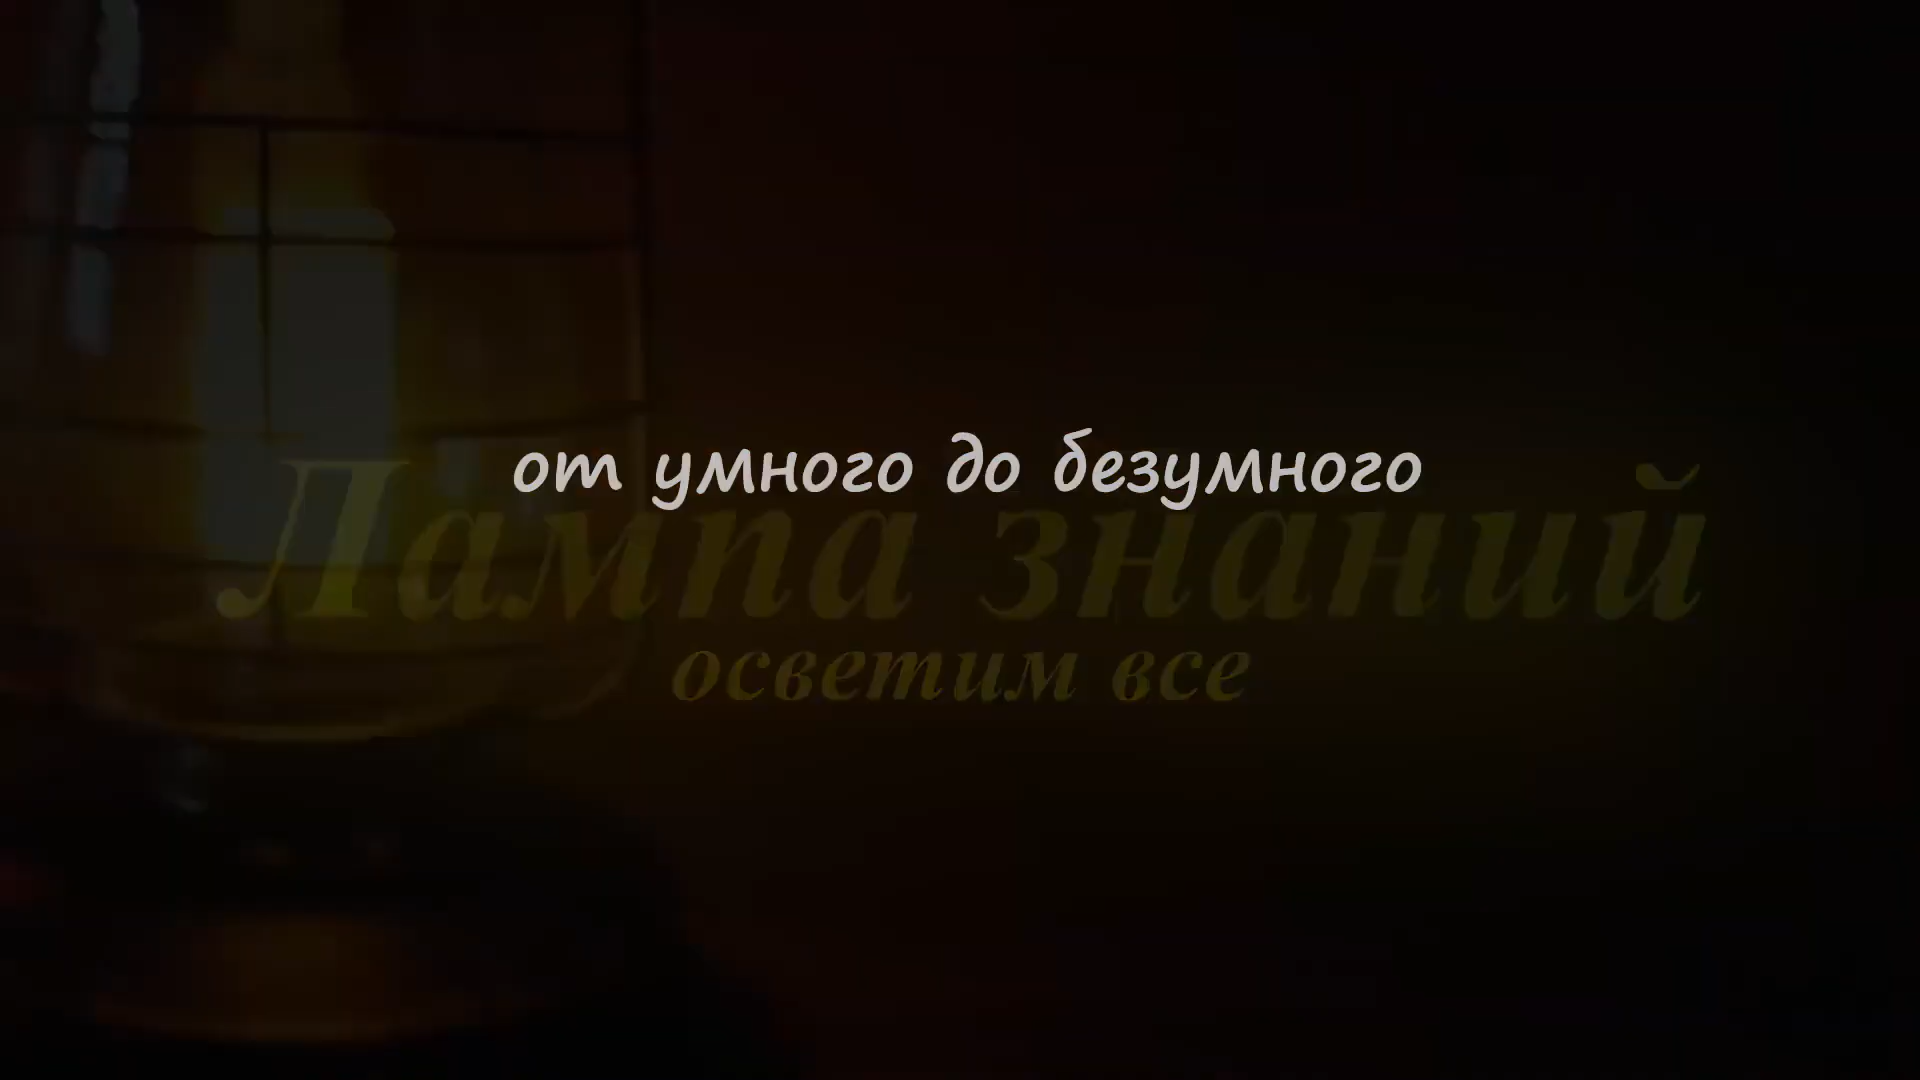 от умного до безумного
Лампа знаний
осветим все